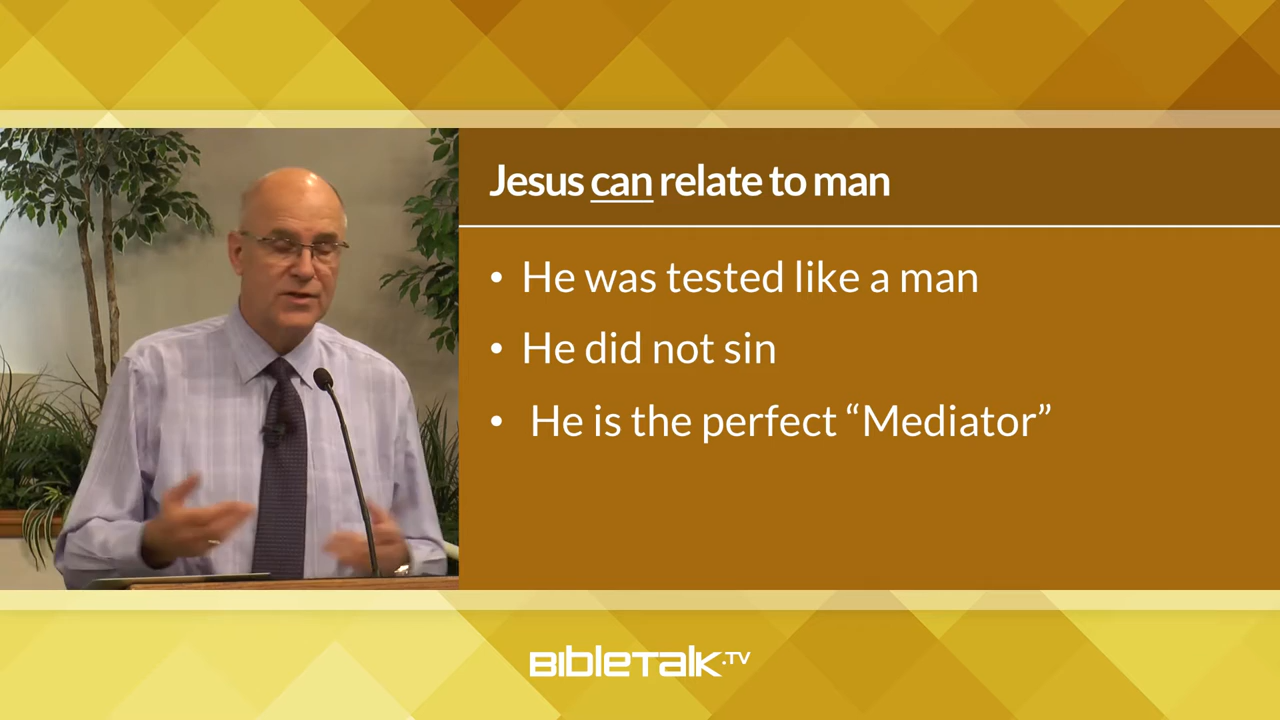 Jesus can relate to man
• He was tested like a man
• He did not sin
• He is the perfect “Mediator”
BibleTalk.TV